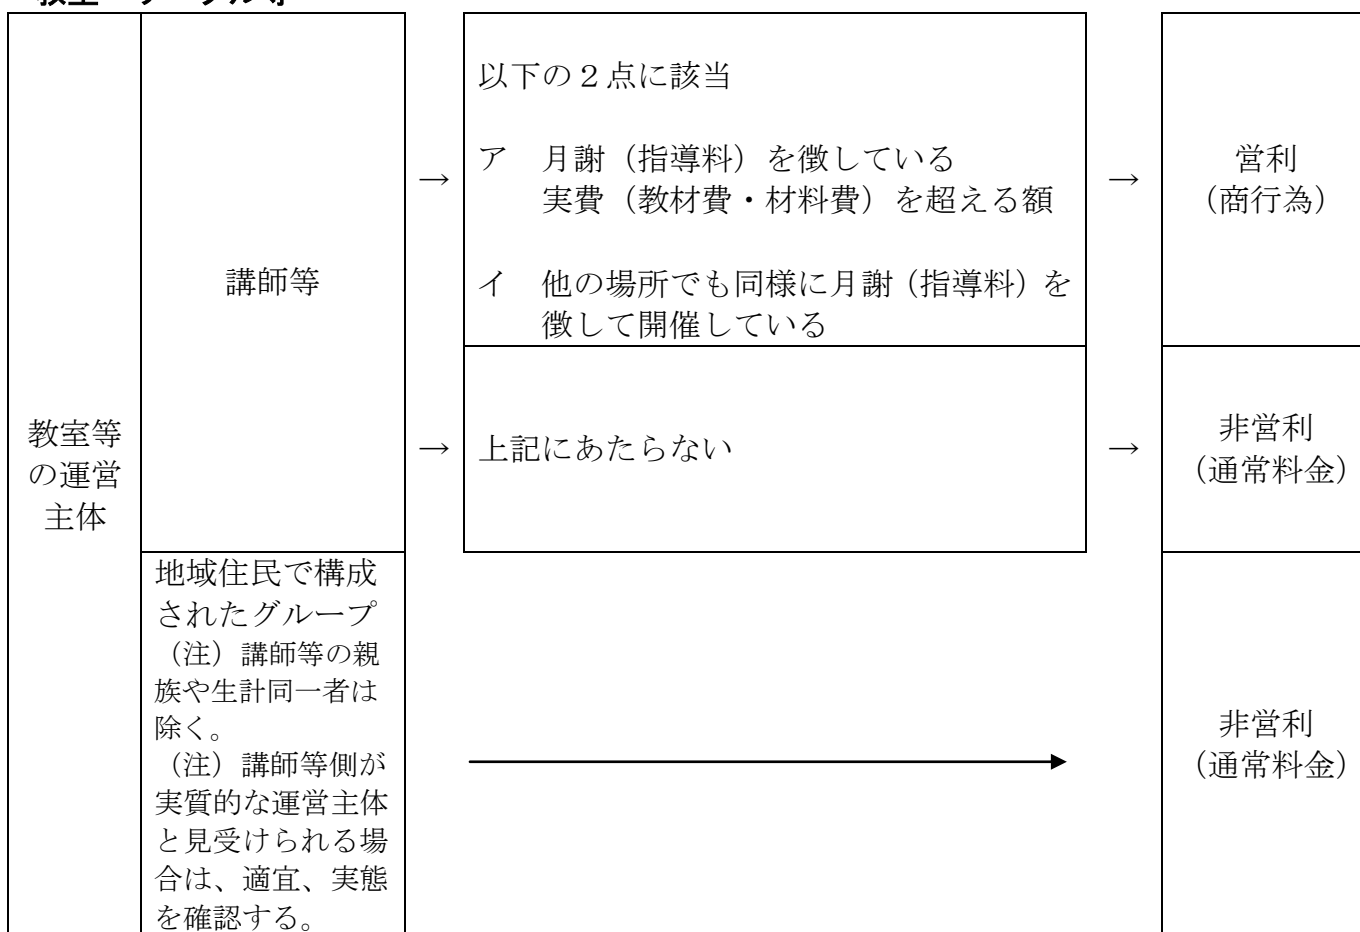 教室等
の運営
主体
講師等
→
以下の２点に該当
ア　月謝（指導料）を徴している
実費（教材費・材料費）を超える額
イ　他の場所でも同様に月謝（指導料）を
徴して開催している
→
営利
（商行為）
→
上記にあたらない
→
非営利
（通常料金）
地域住民で構成
されたグループ
（注）講師等の親
族や生計同一者は
除く。
（注）講師等側が
実質的な運営主体
と見受けられる場
合は、適宜、実態
を確認する。
非営利
（通常料金）